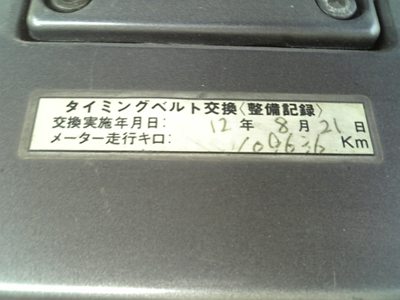 タイミングベルト交換〈整備記録〉
交換実施年月日: 12 年 8 月 21 日
メーター走行キロ: Km